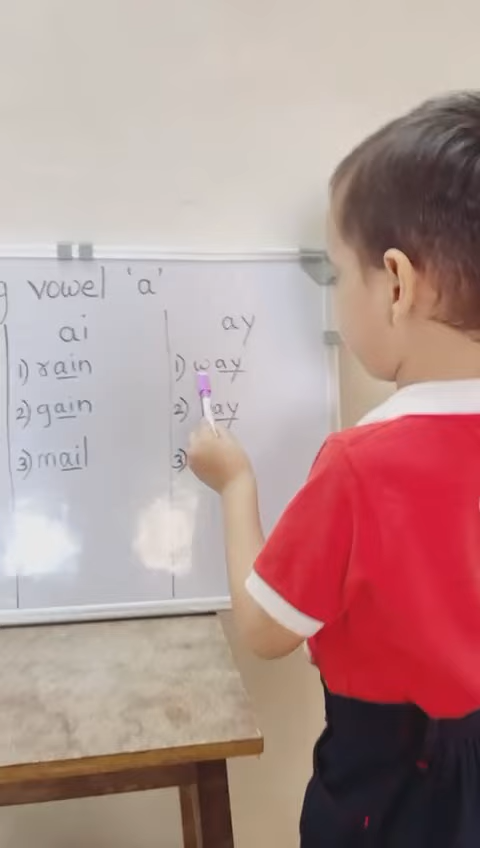 g vowel 'a'
ai
1) rain
2) gain
3) mail
ay
1) way
2) ay
3)